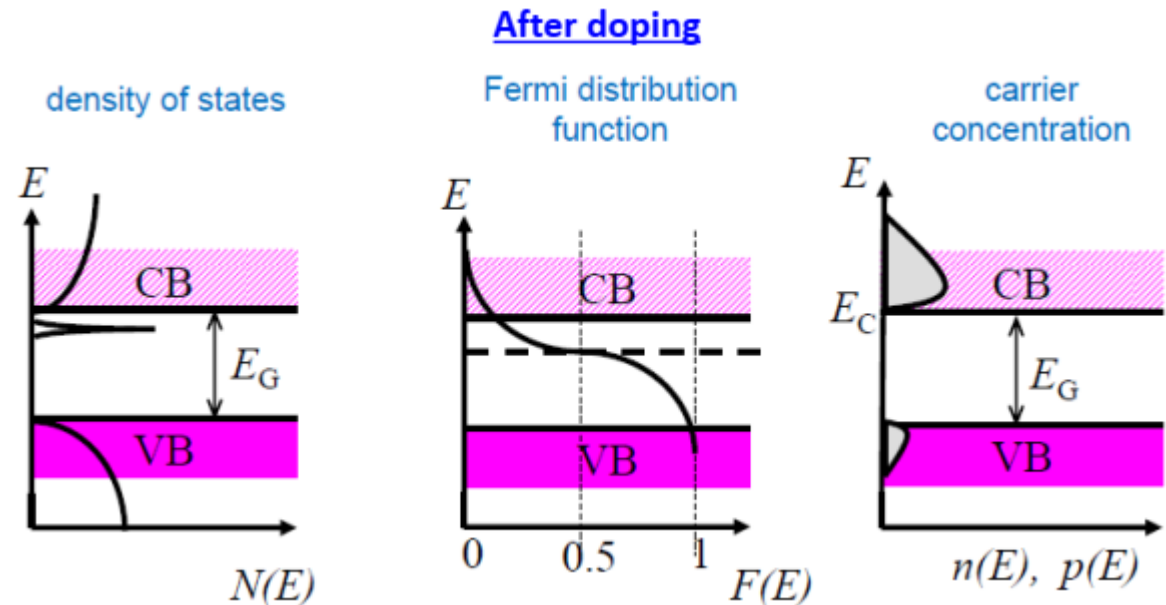 After doping
density of states
Fermi distribution
function
carrier
concentration
E
CB
E_G
VB
N(E)
E
CB
VB
0
0.5
1
F(E)
E
CB
E_C
E_G
VB
n(E), p(E)